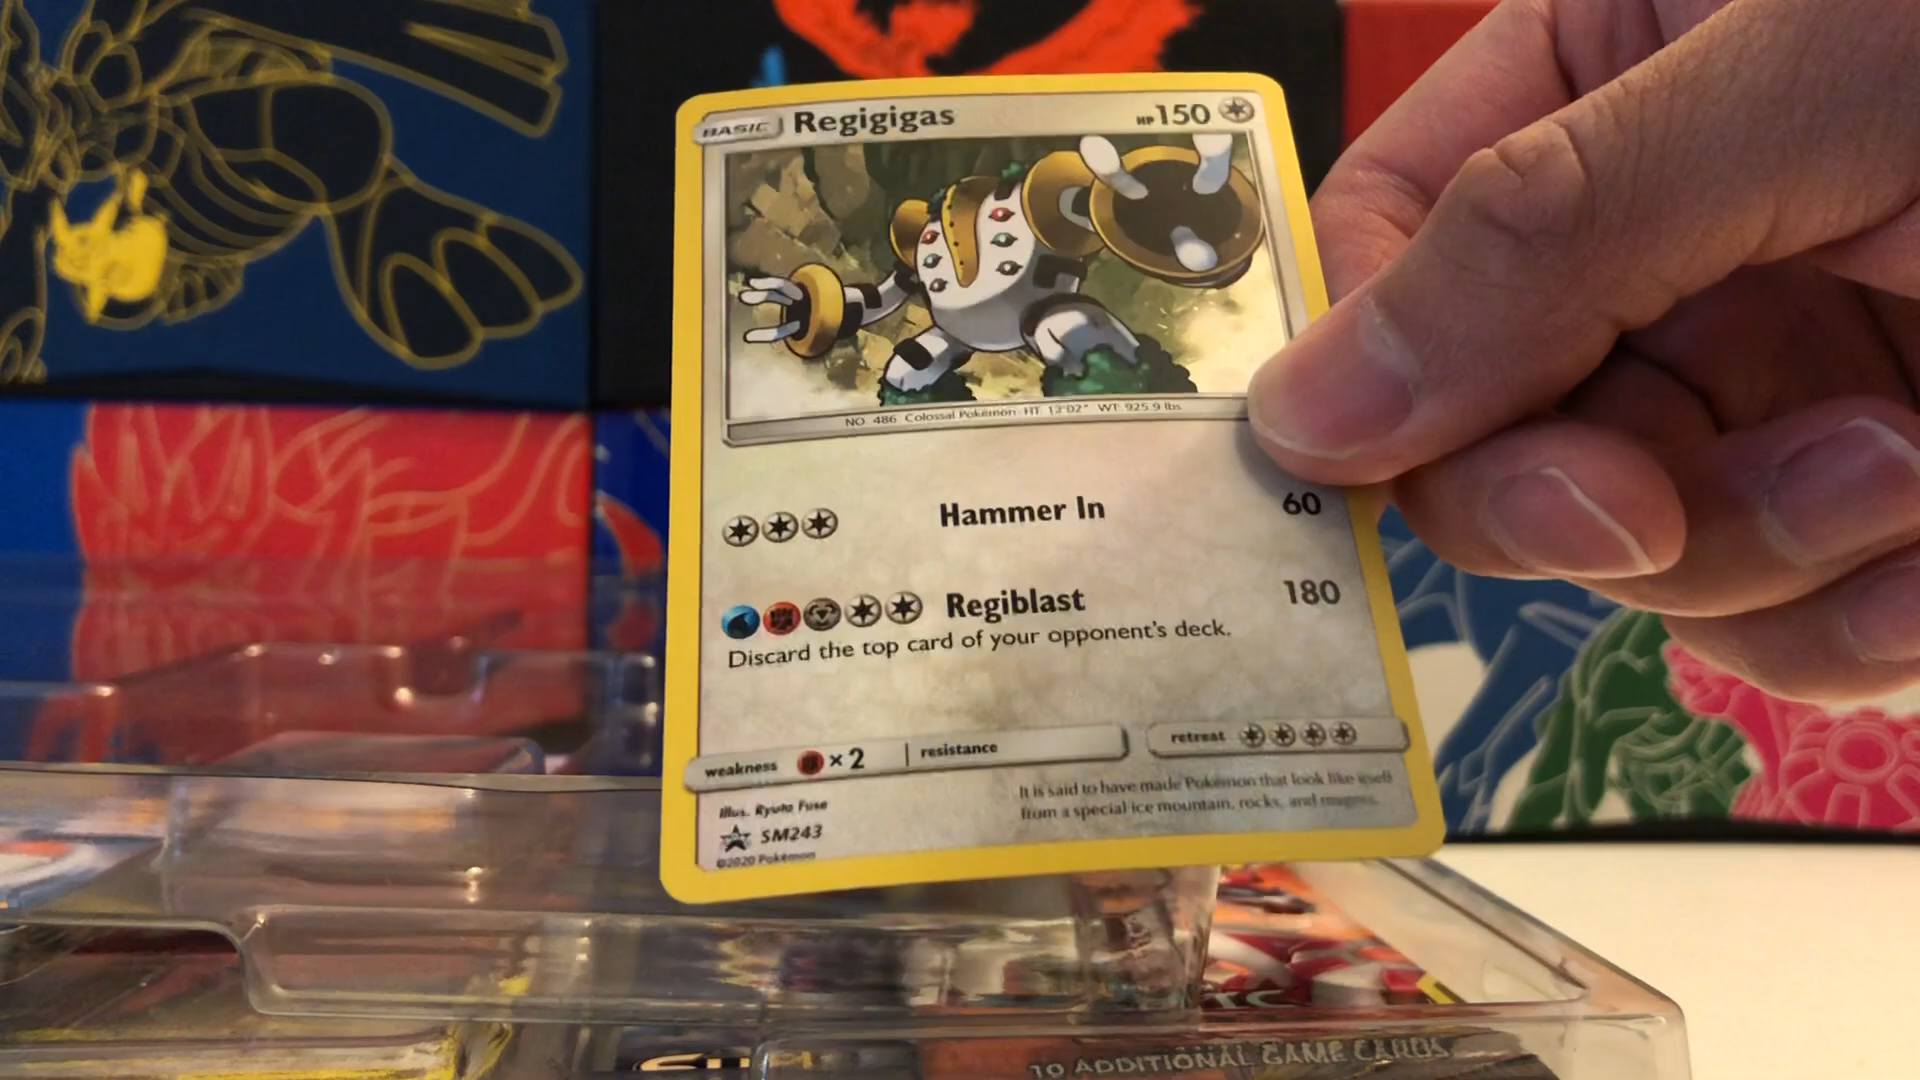 BASIC Regigigas HP 150
NO. 486 Colossal Pokémon HT 12'02" WT 925.9 lbs
Hammer In 60
Regiblast 180
Discard the top card of your opponent's deck.
weakness × 2 resistance retreat
It is said to have made Pokémon that look like itself
from a special ice mountain, rocks, and magma.
Illus. Ryuta Fuse
SM243
©2020 Pokémon
10 ADDITIONAL GAME CARDS